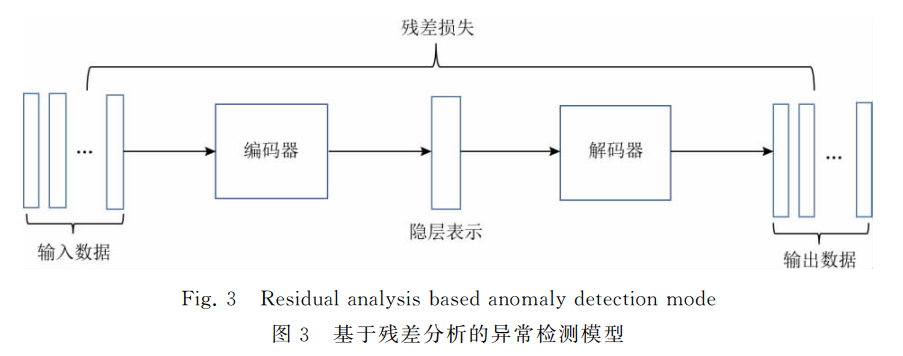 残差损失
... 编码器 解码器 ...
隐层表示
输入数据 输出数据
Fig. 3 Residual analysis based anomaly detection mode
图 3 基于残差分析的异常检测模型